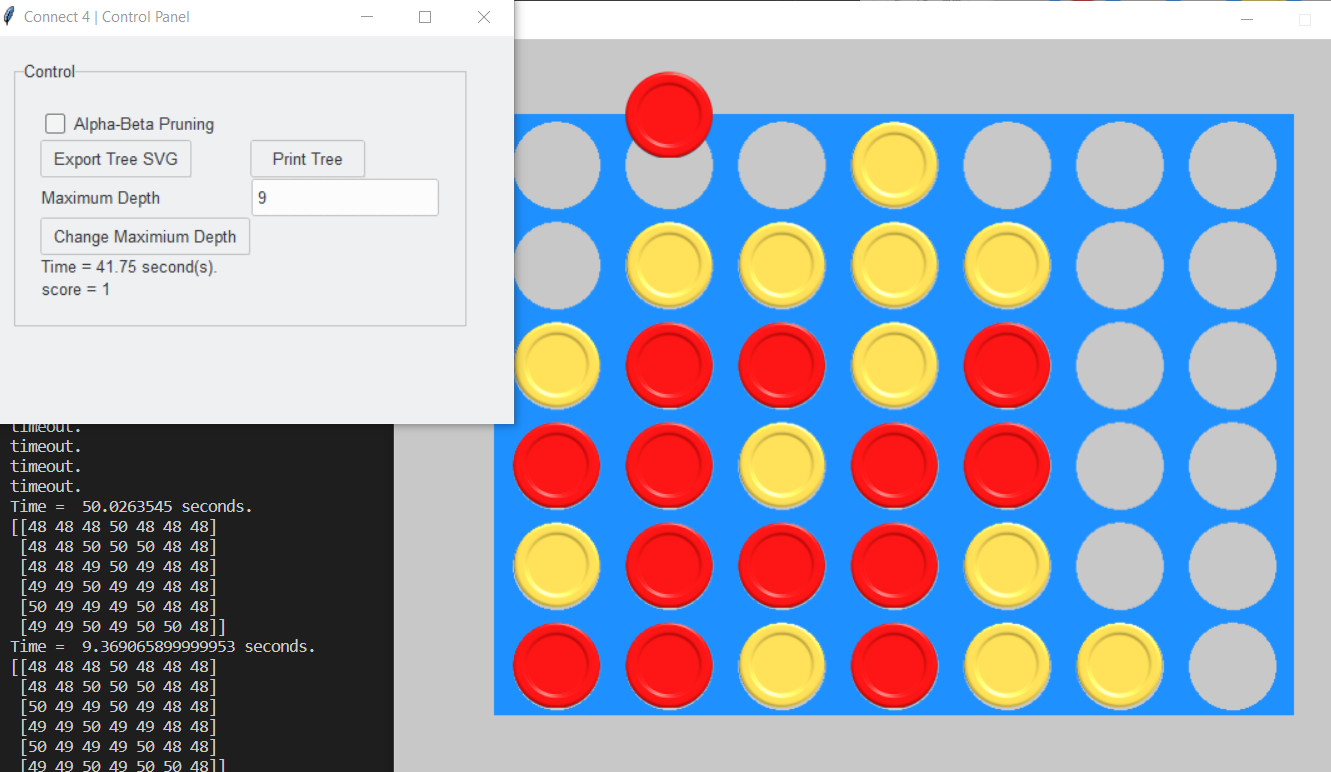 Connect 4 | Control Panel
Control
Alpha-Beta Pruning
Export Tree SVG
Print Tree
Maximum Depth
9
Change Maximium Depth
Time = 41.75 second(s).
score = 1
timeout.
timeout.
timeout.
timeout.
Time =  50.0263545 seconds.
[[48 48 48 50 48 48 48]
 [48 48 50 50 50 48 48]
 [48 48 49 50 49 48 48]
 [49 49 50 49 49 48 48]
 [50 49 49 49 50 48 48]
 [49 49 50 49 50 50 48]]
Time =  9.369065899999953 seconds.
[[48 48 48 50 48 48 48]
 [48 48 50 50 50 48 48]
 [50 49 49 50 49 48 48]
 [49 49 50 49 49 48 48]
 [50 49 49 49 50 48 48]
 [49 49 50 49 50 50 48]]